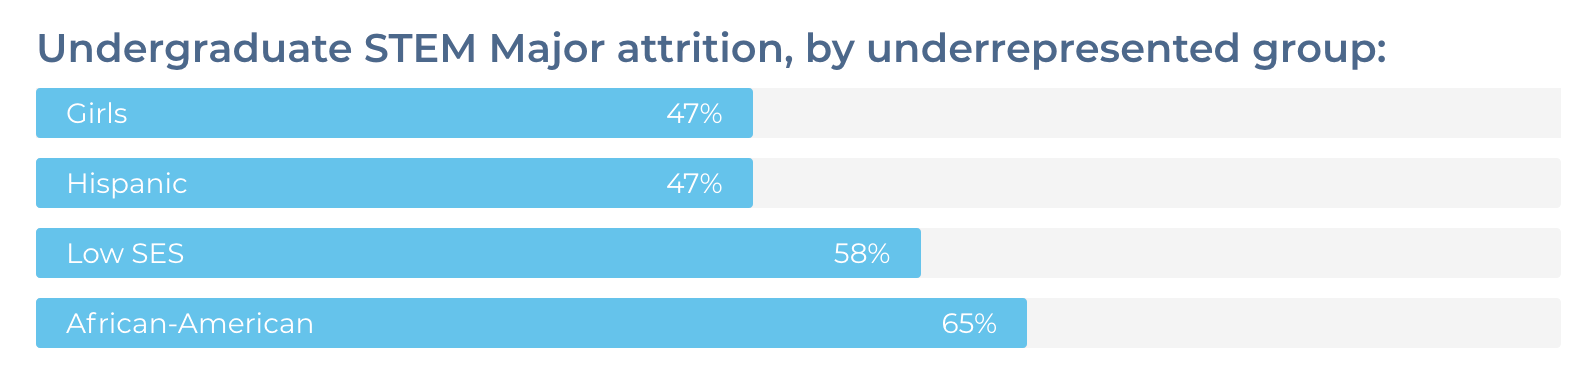 Undergraduate STEM Major attrition, by underrepresented group:
Girls 47%
Hispanic 47%
Low SES 58%
African-American 65%